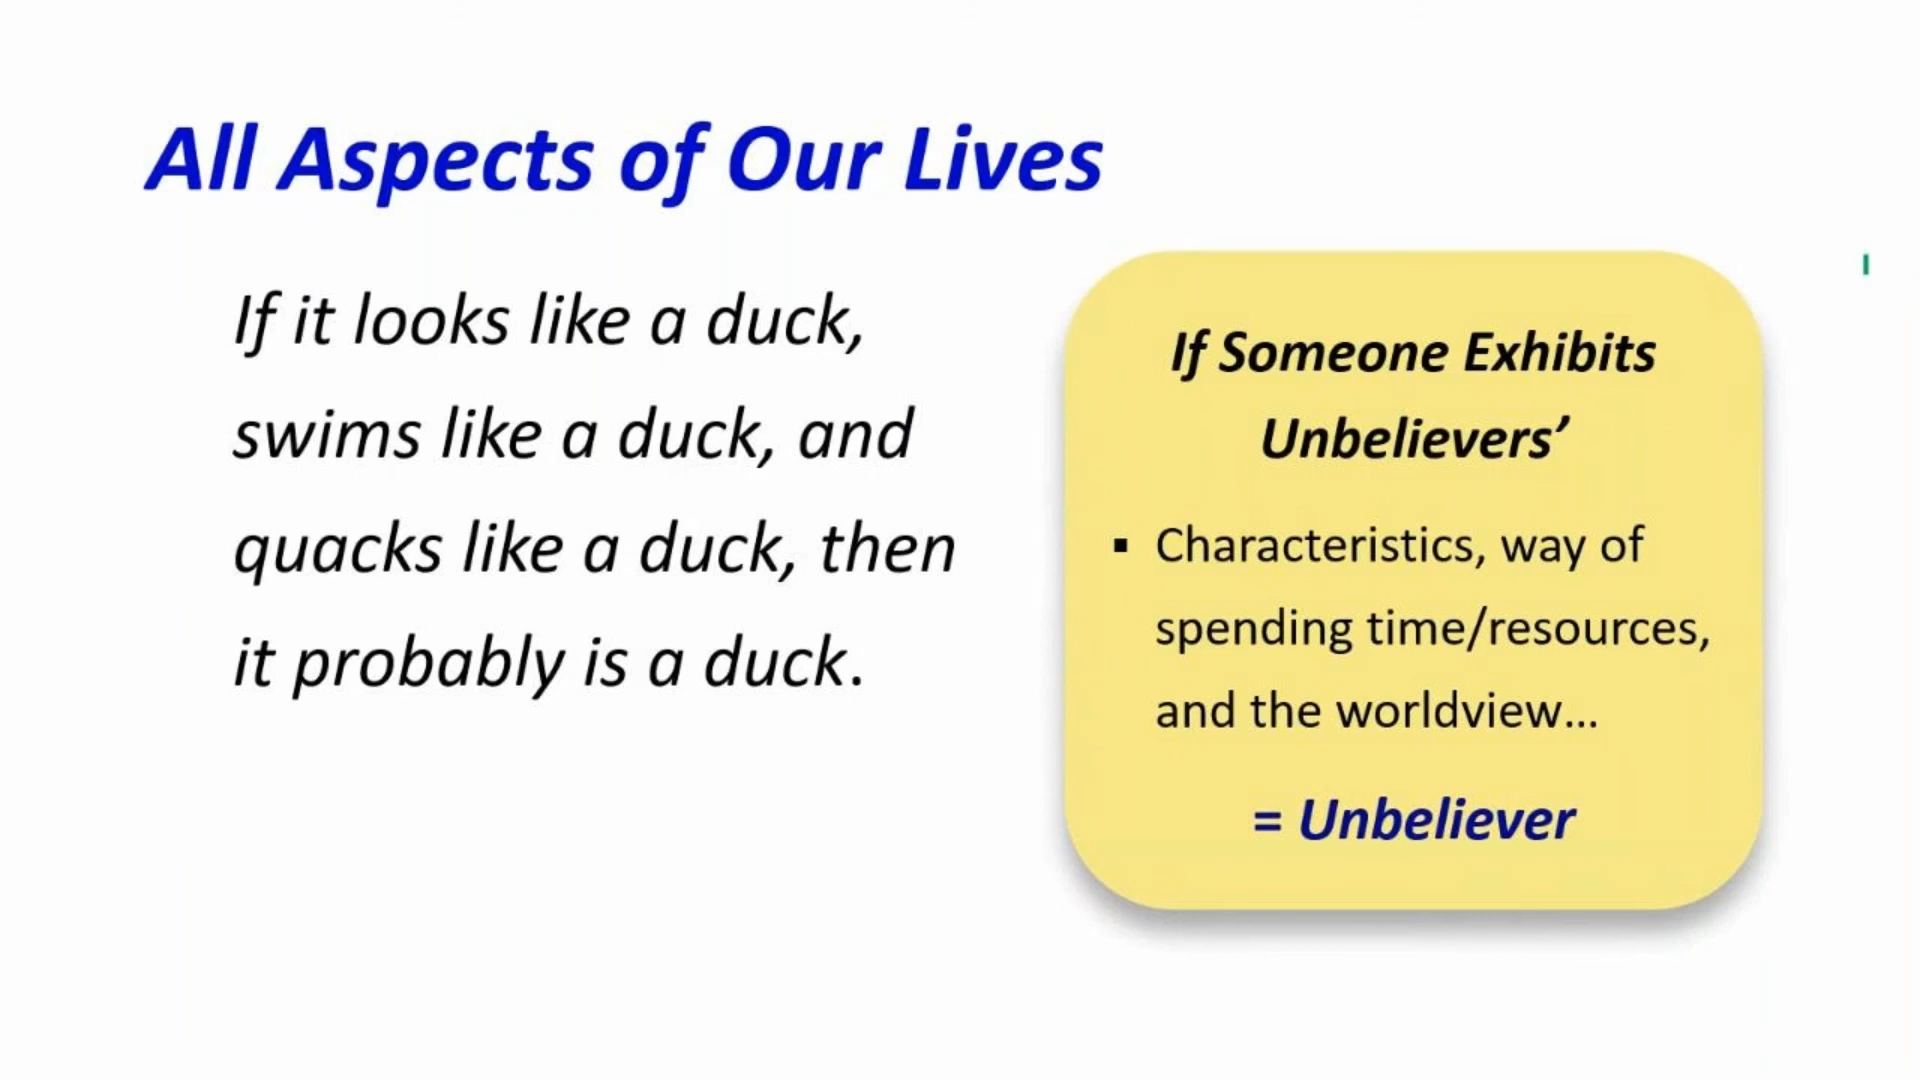 All Aspects of Our Lives
If it looks like a duck,
swims like a duck, and
quacks like a duck, then
it probably is a duck.
If Someone Exhibits
Unbelievers’
▪ Characteristics, way of
spending time/resources,
and the worldview…
= Unbeliever